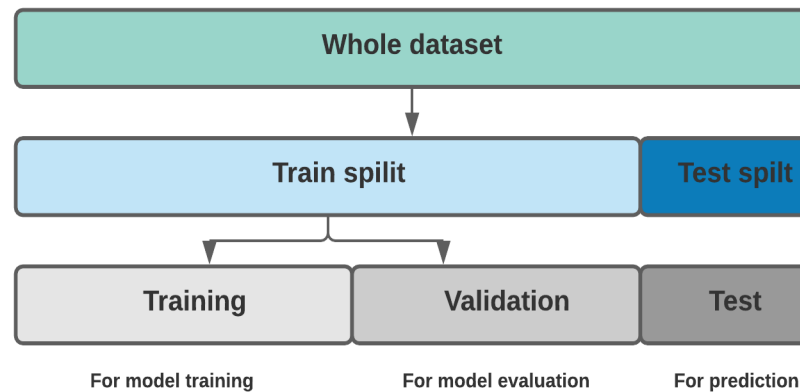 Whole dataset
Train spilit
Test spilt
Training
Validation
Test
For model training
For model evaluation
For prediction